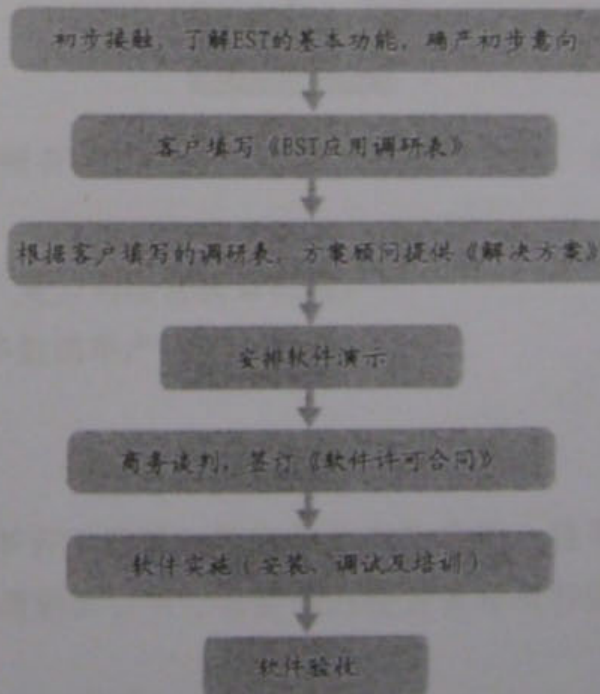 初步接触，了解EST的基本功能，确产初步意向
客户填写《EST应用调研表》
根据客户填写的调研表，方案顾问提供《解决方案》
安排软件演示
商务谈判，签订《软件许可合同》
软件实施（安装、调试及培训）
软件验收